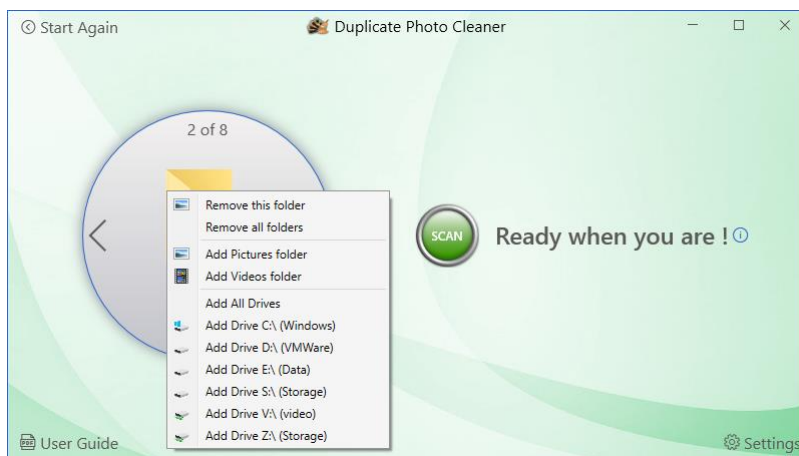 Start Again
Duplicate Photo Cleaner
2 of 8
Remove this folder
Remove all folders
Add Pictures folder
Add Videos folder
Add All Drives
Add Drive C:\ (Windows)
Add Drive D:\ (VMWare)
Add Drive E:\ (Data)
Add Drive S:\ (Storage)
Add Drive V:\ (video)
Add Drive Z:\ (Storage)
SCAN
Ready when you are !
PDF User Guide
Settings